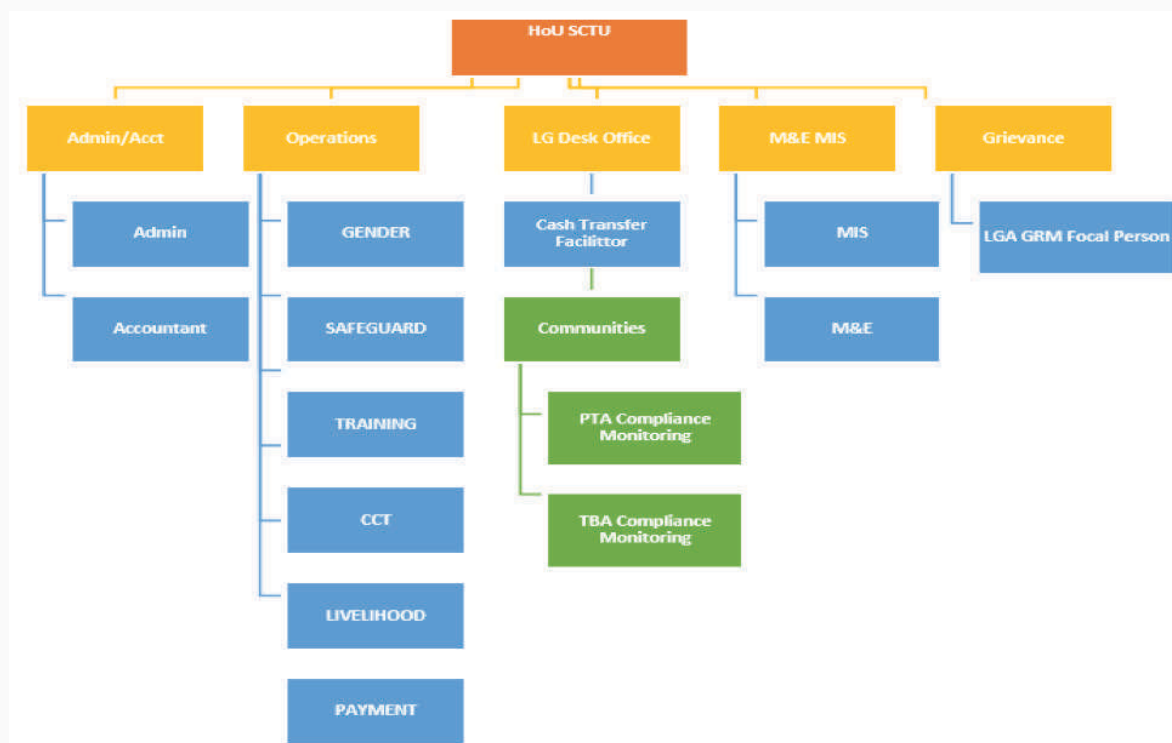 HoU SCTU
Admin/Acct
Operations
LG Desk Office
M&E MIS
Grievance
Admin
GENDER
Cash Transfer
Facilittor
MIS
LGA GRM Focal Person
Accountant
SAFEGUARD
Communities
M&E
TRAINING
PTA Compliance
Monitoring
CCT
TBA Compliance
Monitoring
LIVELIHOOD
PAYMENT